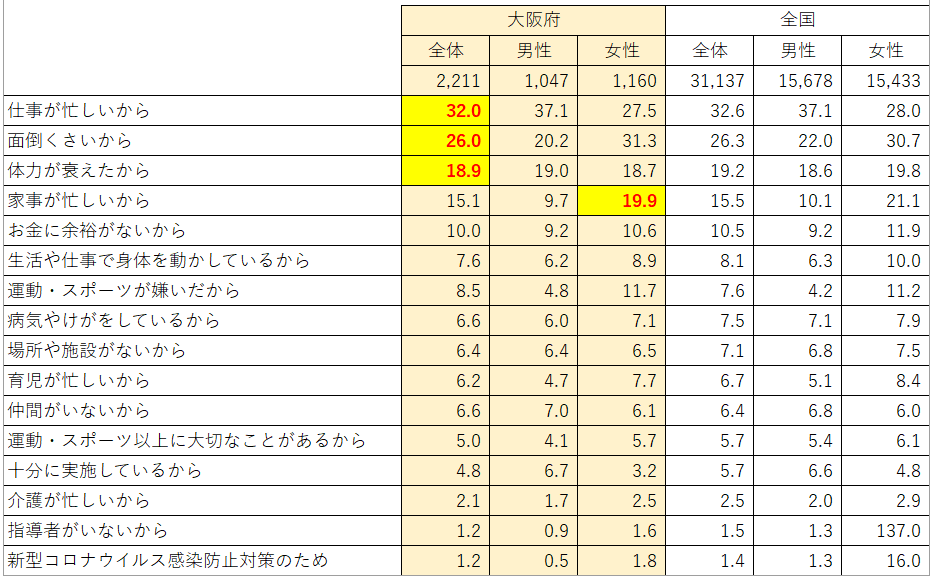 大阪府 全国
全体 男性 女性 全体 男性 女性
2,211 1,047 1,160 31,137 15,678 15,433
仕事が忙しいから 32.0 37.1 27.5 32.6 37.1 28.0
面倒くさいから 26.0 20.2 31.3 26.3 22.0 30.7
体力が衰えたから 18.9 19.0 18.7 19.2 18.6 19.8
家事が忙しいから 15.1 9.7 19.9 15.5 10.1 21.1
お金に余裕がないから 10.0 9.2 10.6 10.5 9.2 11.9
生活や仕事で身体を動かしているから 7.6 6.2 8.9 8.1 6.3 10.0
運動・スポーツが嫌いだから 8.5 4.8 11.7 7.6 4.2 11.2
病気やけがをしているから 6.6 6.0 7.1 7.5 7.1 7.9
場所や施設がないから 6.4 6.4 6.5 7.1 6.8 7.5
育児が忙しいから 6.2 4.7 7.7 6.7 5.1 8.4
仲間がいないから 6.6 7.0 6.1 6.4 6.8 6.0
運動・スポーツ以上に大切なことがあるから 5.0 4.1 5.7 5.7 5.4 6.1
十分に実施しているから 4.8 6.7 3.2 5.7 6.6 4.8
介護が忙しいから 2.1 1.7 2.5 2.5 2.0 2.9
指導者がいないから 1.2 0.9 1.6 1.5 1.3 137.0
新型コロナウイルス感染防止対策のため 1.2 0.5 1.8 1.4 1.3 16.0